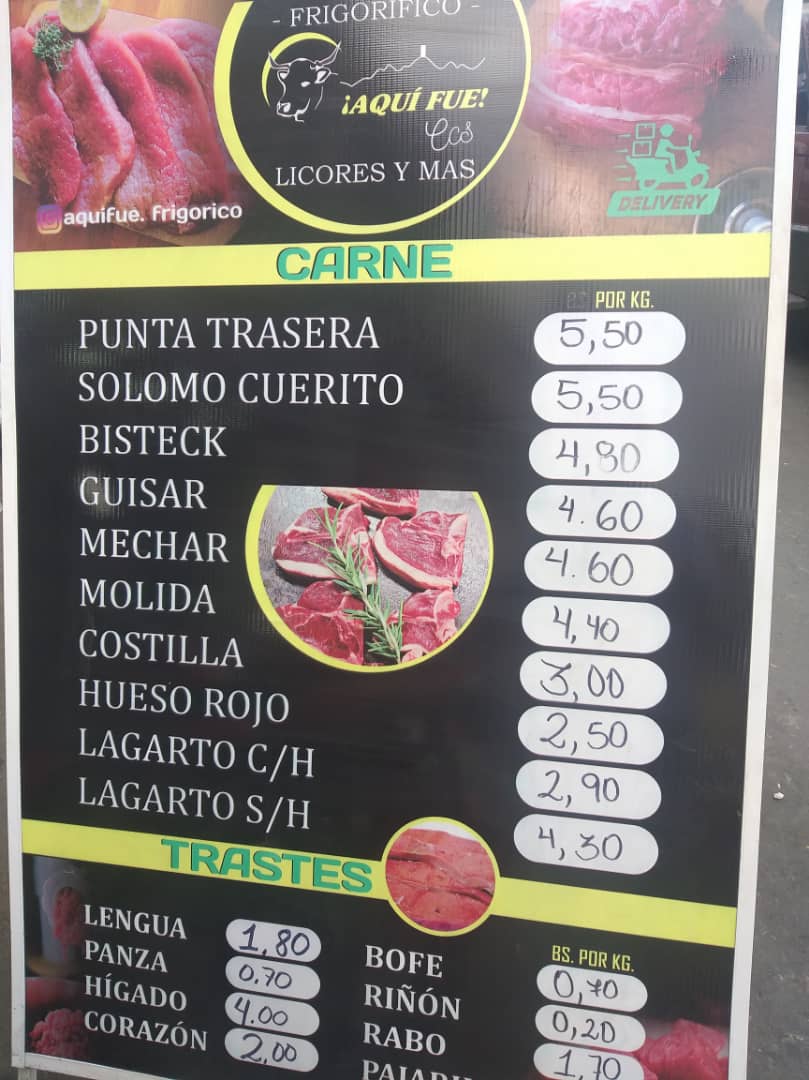 - FRIGORIFICO -
¡AQUÍ FUE!
Ccs
LICORES Y MAS
aquifue. frigorico
DELIVERY
CARNE
BS. POR KG.
PUNTA TRASERA 5,50
SOLOMO CUERITO 5,50
BISTECK 4,80
GUISAR 4.60
MECHAR 4.60
MOLIDA 4,40
COSTILLA 3,00
HUESO ROJO 2,50
LAGARTO C/H 2,90
LAGARTO S/H 4,30
TRASTES
LENGUA 1.80
PANZA 0.70
HÍGADO 4.00
CORAZÓN 2,00
BS. POR KG.
BOFE 0,70
RIÑÓN 0,20
RABO 1,70